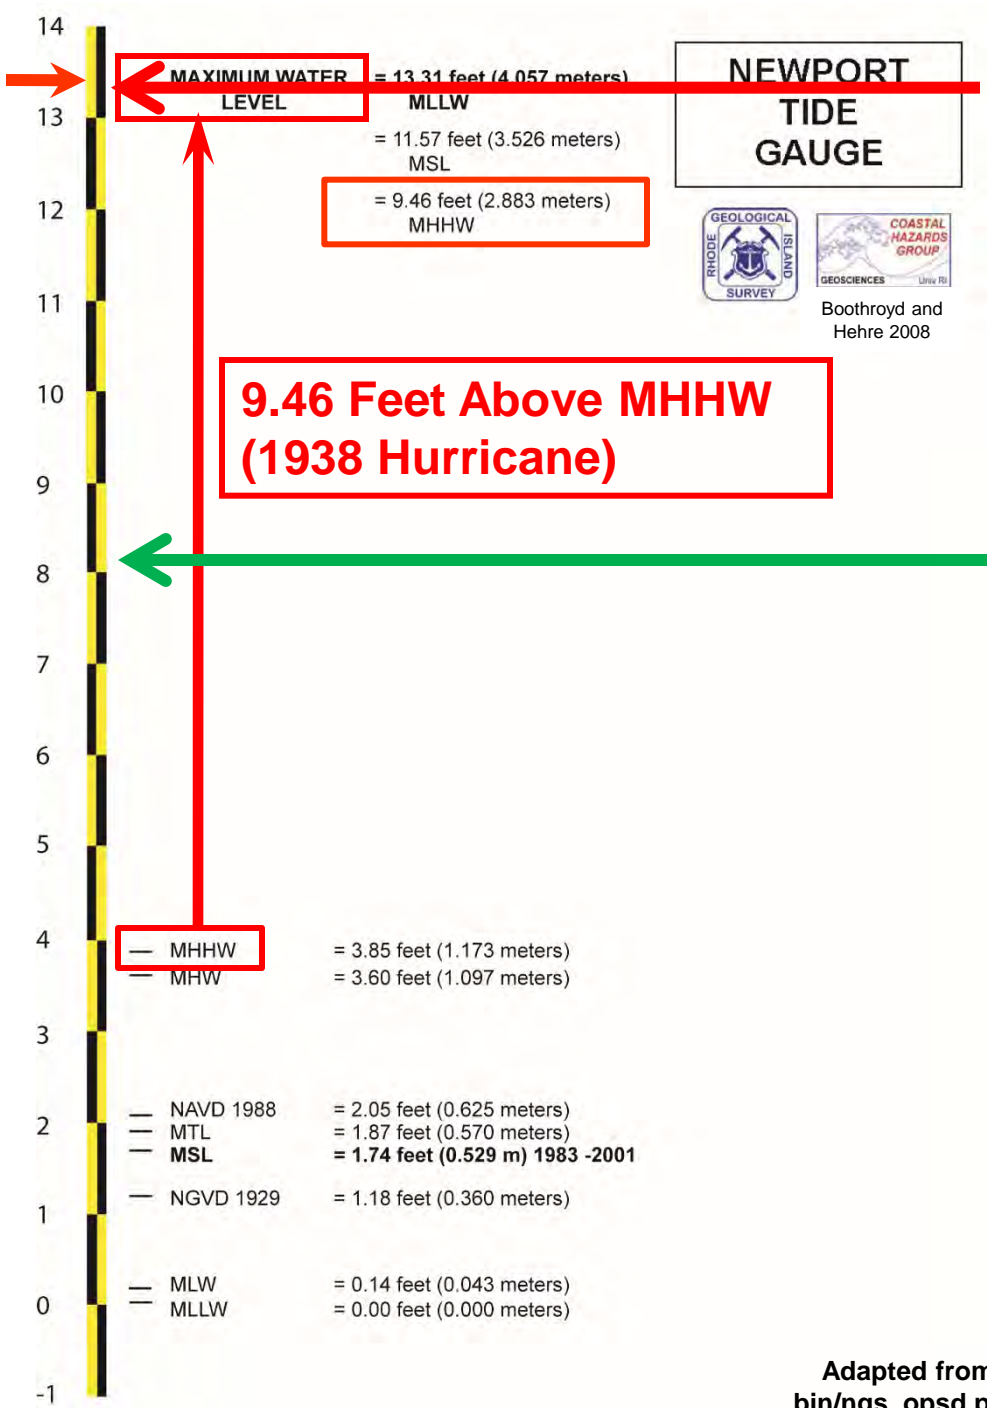 14
13
12
11
10
9
8
7
6
5
4
3
2
1
0
-1
MAXIMUM WATER LEVEL
= 13.31 feet (4.057 meters)
MLLW
= 11.57 feet (3.526 meters)
MSL
= 9.46 feet (2.883 meters)
MHHW
NEWPORT
TIDE
GAUGE
RHODE GEOLOGICAL ISLAND
SURVEY
COASTAL
HAZARDS
GROUP
GEOSCIENCES Univ RI
Boothroyd and
Hehre 2008
9.46 Feet Above MHHW
(1938 Hurricane)
MHHW = 3.85 feet (1.173 meters)
MHW = 3.60 feet (1.097 meters)
NAVD 1988 = 2.05 feet (0.625 meters)
MTL = 1.87 feet (0.570 meters)
MSL = 1.74 feet (0.529 m) 1983 -2001
NGVD 1929 = 1.18 feet (0.360 meters)
MLW = 0.14 feet (0.043 meters)
MLLW = 0.00 feet (0.000 meters)
Adapted from